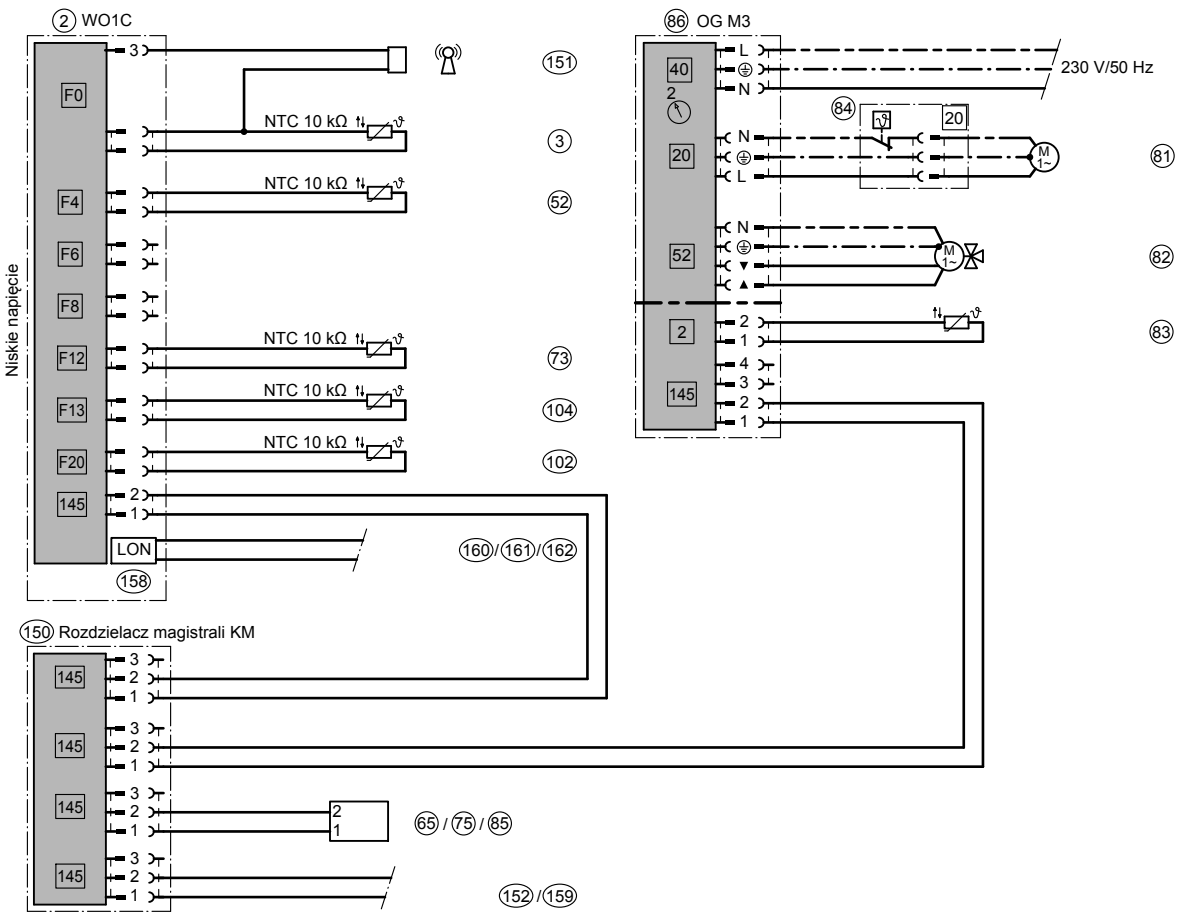 ② WO1C
Niskie napięcie
3
F0
151
NTC 10 kΩ ϑ
3
F4
NTC 10 kΩ ϑ
52
F6
F8
F12
NTC 10 kΩ ϑ
73
F13
NTC 10 kΩ ϑ
104
F20
NTC 10 kΩ ϑ
102
145
2
1
LON
160/161/162
158
150 Rozdzielacz magistrali KM
145
3
2
1
145
3
2
1
145
3
2
1
2
1
65 / 75 / 85
145
3
2
1
152 /159
86 OG M3
40
L
N
230 V/50 Hz
2
84
ϑ
20
20
N
L
M
1~
81
52
N
▼
▲
M
1~
82
2
2
1
ϑ
83
145
4
3
2
1